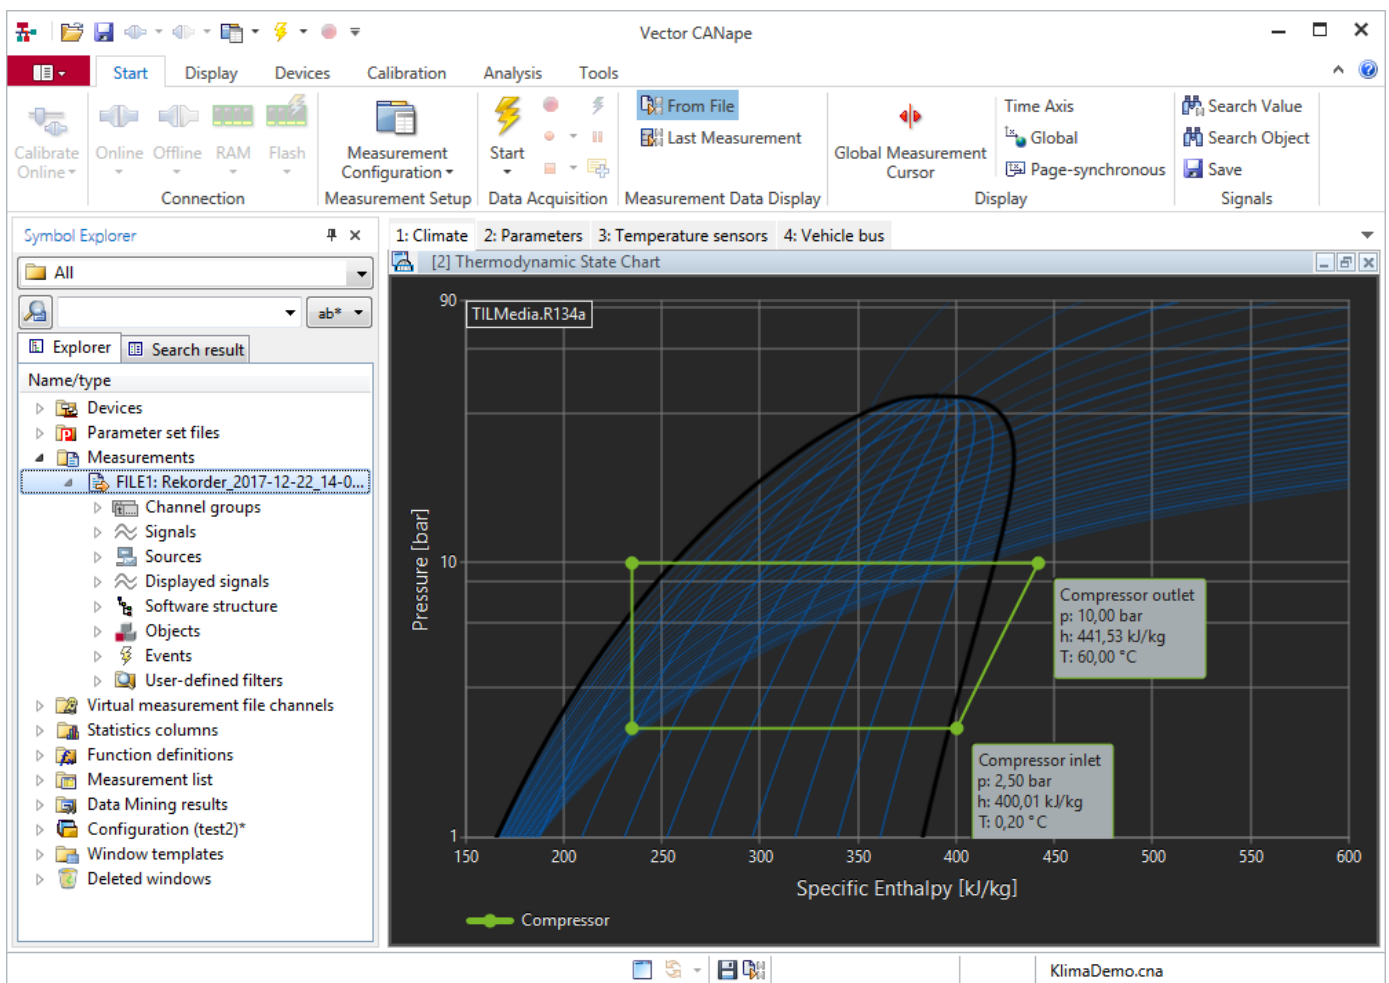 Vector CANape
Start Display Devices Calibration Analysis Tools
Calibrate Online
Online Offline RAM Flash
Connection
Measurement Configuration
Measurement Setup
Start
Data Acquisition
From File
Last Measurement
Measurement Data Display
Global Measurement Cursor
Time Axis
Global
Page-synchronous
Display
Search Value
Search Object
Save
Signals
Symbol Explorer
All
ab*
Explorer Search result
Name/type
Devices
Parameter set files
Measurements
FILE1: Rekorder_2017-12-22_14-0...
Channel groups
Signals
Sources
Displayed signals
Software structure
Objects
Events
User-defined filters
Virtual measurement file channels
Statistics columns
Function definitions
Measurement list
Data Mining results
Configuration (test2)*
Window templates
Deleted windows
1: Climate 2: Parameters 3: Temperature sensors 4: Vehicle bus
[2] Thermodynamic State Chart
90
TILMedia.R134a
Pressure [bar]
10
Compressor outlet
p: 10,00 bar
h: 441,53 kJ/kg
T: 60,00 °C
Compressor inlet
p: 2,50 bar
h: 400,01 kJ/kg
T: 0,20 °C
1
150 200 250 300 350 400 450 500 550 600
Specific Enthalpy [kJ/kg]
Compressor
KlimaDemo.cna